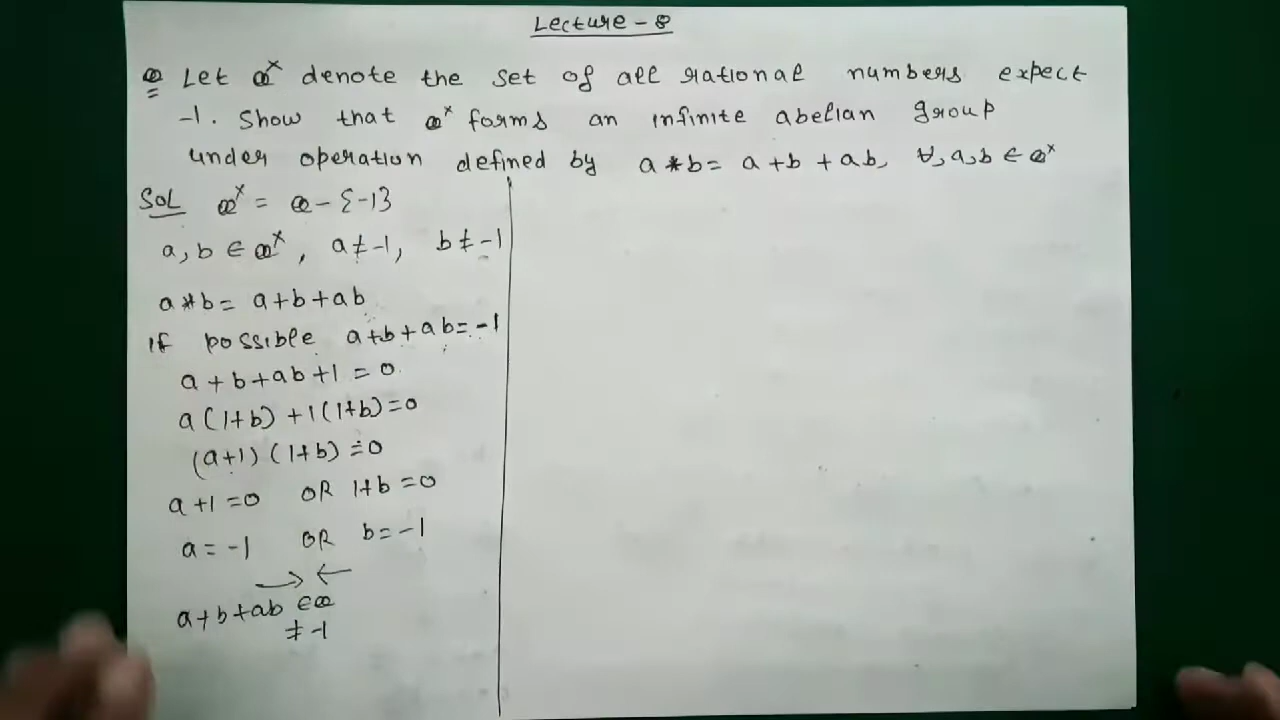 Lecture - 8
Q Let Q^x denote the set of all rational numbers expect
-1. Show that Q^x forms an infinite abelian group
under operation defined by a * b = a + b + ab, ∀, a, b ∈ Q^x
Sol Q^x = Q - {-1}
a, b ∈ Q^x, a ≠ -1, b ≠ -1
a * b = a + b + ab
If possible a + b + ab = -1
a + b + ab + 1 = 0
a(1+b) + 1(1+b) = 0
(a+1)(1+b) = 0
a + 1 = 0 OR 1 + b = 0
a = -1 OR b = -1
→ ←
a + b + ab ∈ Q
≠ -1